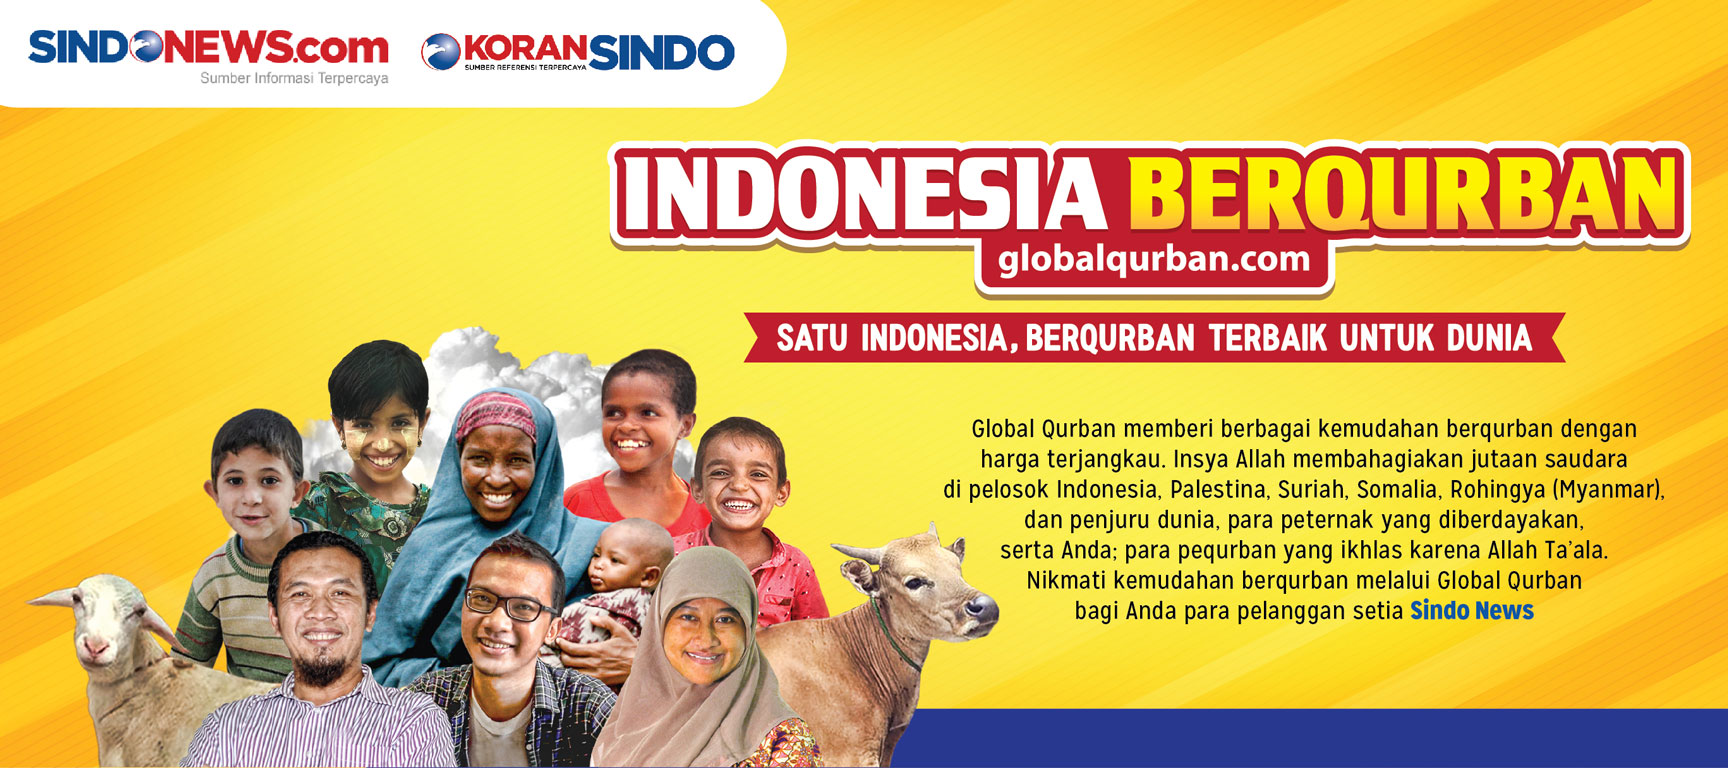 SINDONEWS.com
Sumber Informasi Terpercaya
KORAN SINDO
SUMBER REFERENSI TERPERCAYA
INDONESIA BERQURBAN
globalqurban.com
SATU INDONESIA, BERQURBAN TERBAIK UNTUK DUNIA
Global Qurban memberi berbagai kemudahan berqurban dengan
harga terjangkau. Insya Allah membahagiakan jutaan saudara
di pelosok Indonesia, Palestina, Suriah, Somalia, Rohingya (Myanmar),
dan penjuru dunia, para peternak yang diberdayakan,
serta Anda; para pequrban yang ikhlas karena Allah Ta'ala.
Nikmati kemudahan berqurban melalui Global Qurban
bagi Anda para pelanggan setia Sindo News